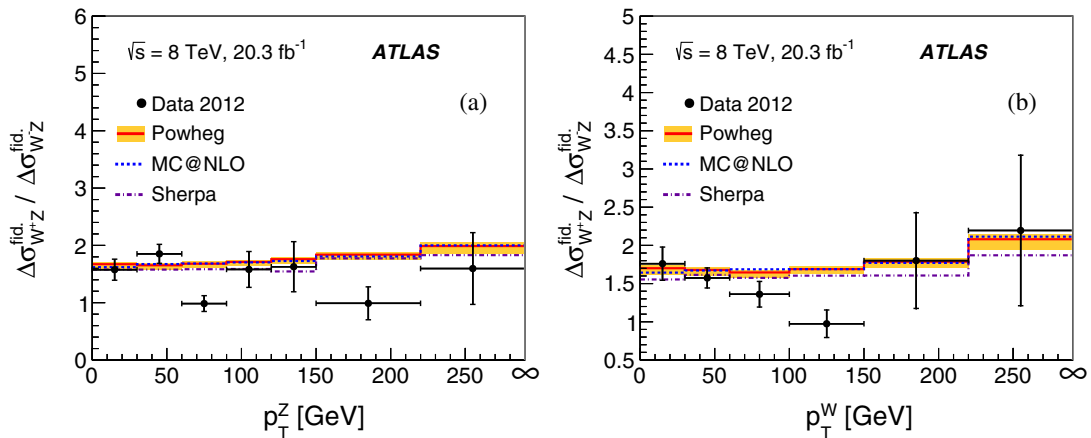 6
5
4
3
2
1
0
Δσ^fid._W⁺Z / Δσ^fid._W⁻Z
√s = 8 TeV, 20.3 fb⁻¹
ATLAS
(a)
Data 2012
Powheg
MC@NLO
Sherpa
0 50 100 150 200 250 ∞
p_T^Z [GeV]
5
4.5
4
3.5
3
2.5
2
1.5
1
0.5
Δσ^fid._W⁺Z / Δσ^fid._W⁻Z
√s = 8 TeV, 20.3 fb⁻¹
ATLAS
(b)
Data 2012
Powheg
MC@NLO
Sherpa
0 50 100 150 200 250 ∞
p_T^W [GeV]